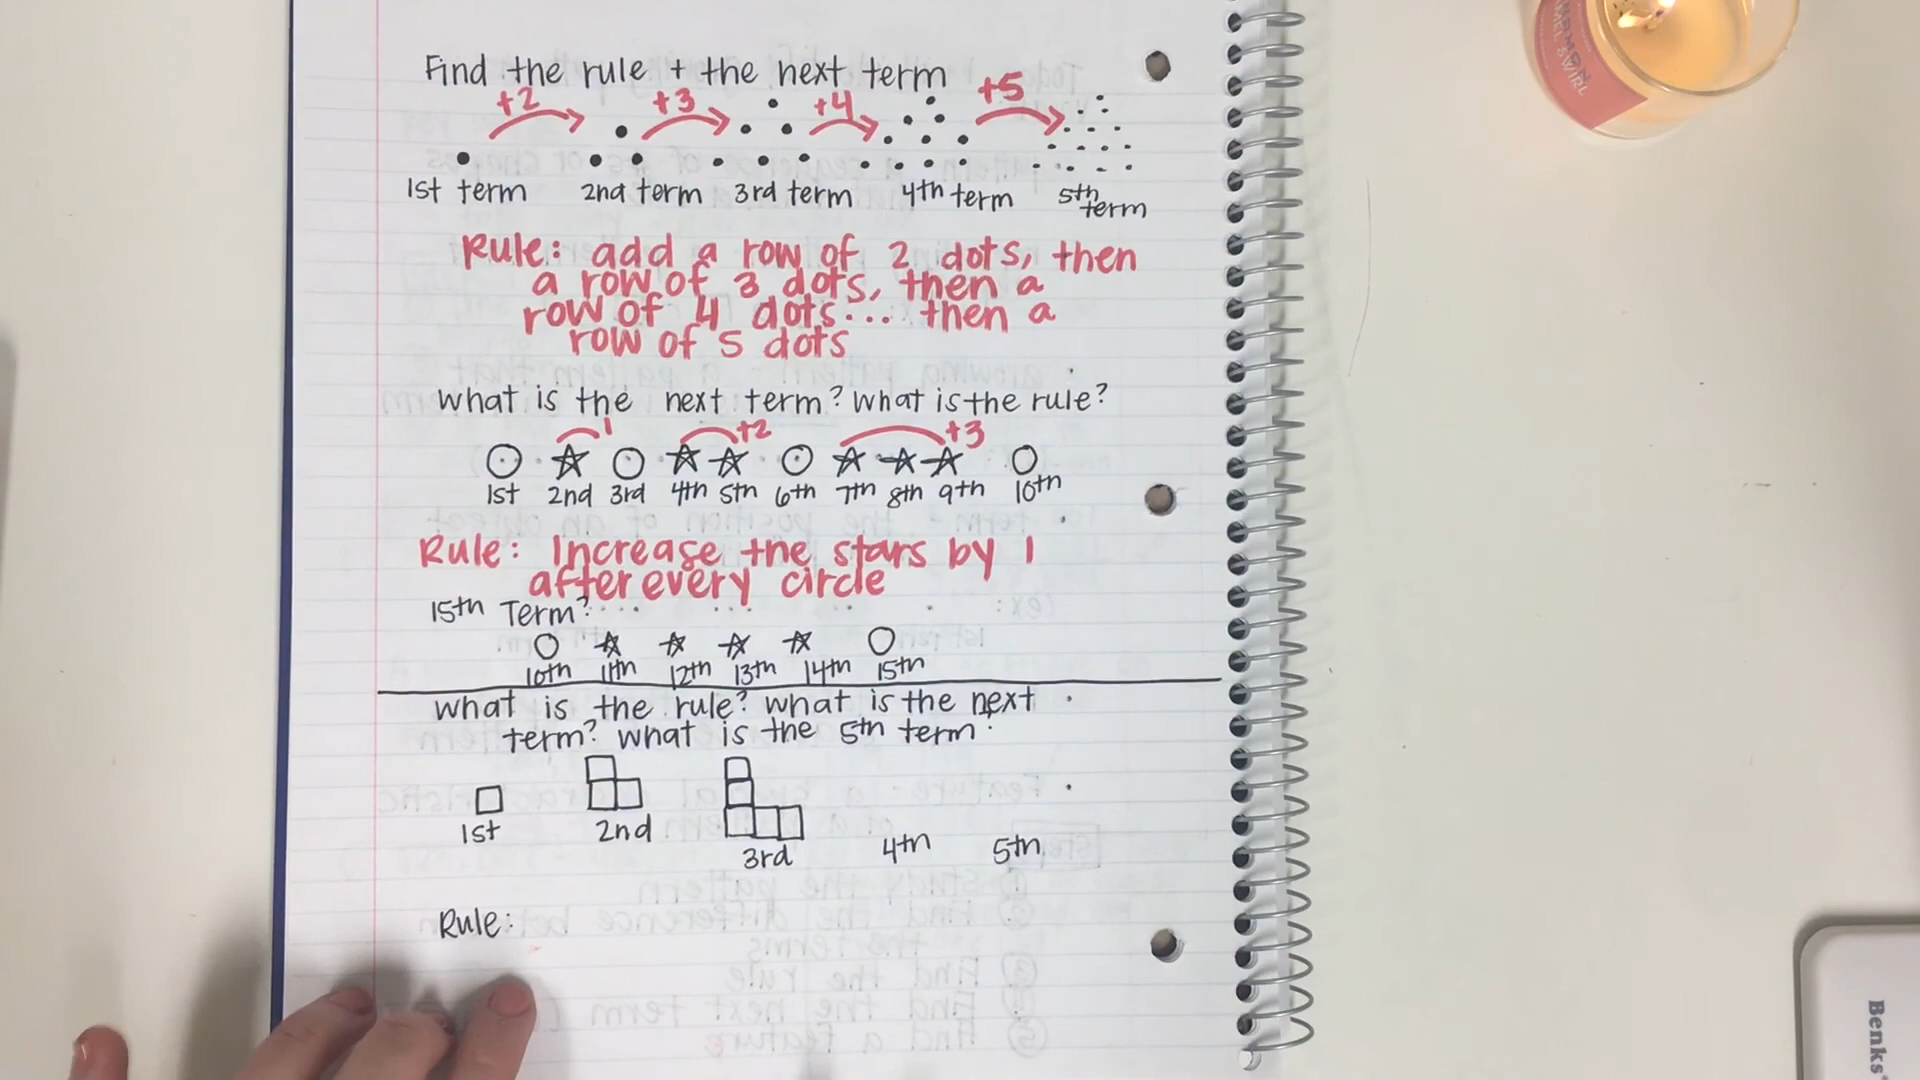 Find the rule + the next term
+2 +3 +4 +5
1st term 2nd term 3rd term 4th term 5th term
Rule: add a row of 2 dots, then
a row of 3 dots, then a
row of 4 dots... then a
row of 5 dots
What is the next term? What is the rule?
1 +2 +3
1st 2nd 3rd 4th 5th 6th 7th 8th 9th 10th
Rule: Increase the stars by 1
after every circle
15th Term?
10th 11th 12th 13th 14th 15th
What is the rule? What is the next
term? What is the 5th term?
1st 2nd 3rd 4th 5th
Rule:
SWIRL
Benks